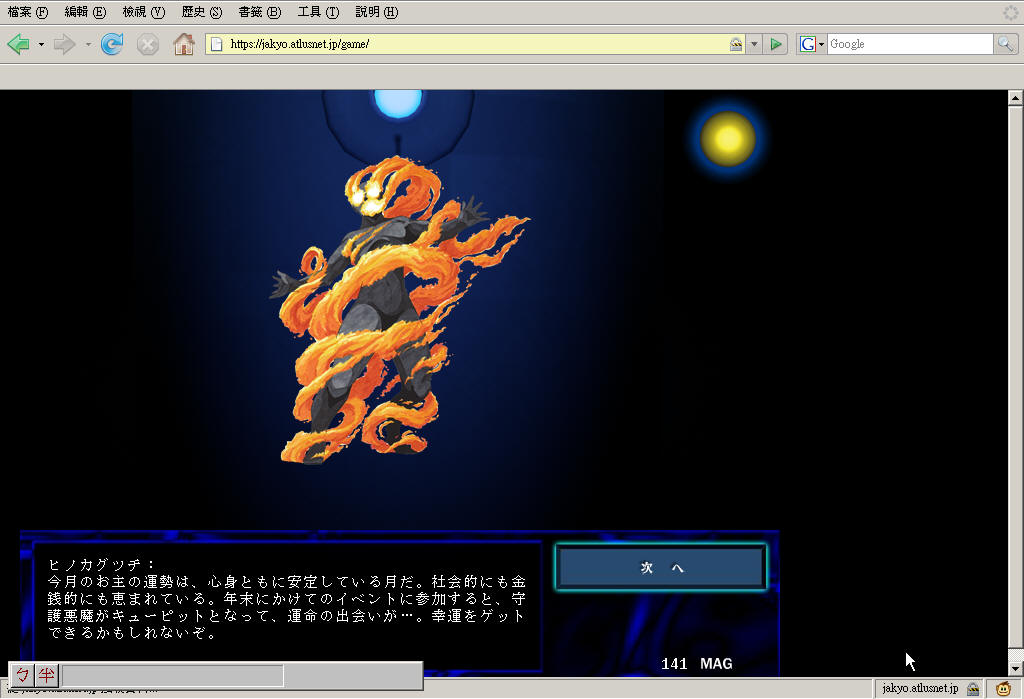 檔案(F) 編輯(E) 檢視(V) 歷史(S) 書籤(B) 工具(T) 說明(H)
https://jakyo.atlusnet.jp/game/
G Google
ヒノカグツチ:
今月のお主の運勢は、心身ともに安定している月だ。社会的にも金
銭的にも恵まれている。年末にかけてのイベントに参加すると、守
護悪魔がキューピットとなって、運命の出会いが…。幸運をゲット
できるかもしれないぞ。
次 へ
141 MAG
ㄅ 半
jakyo.atlusnet.jp